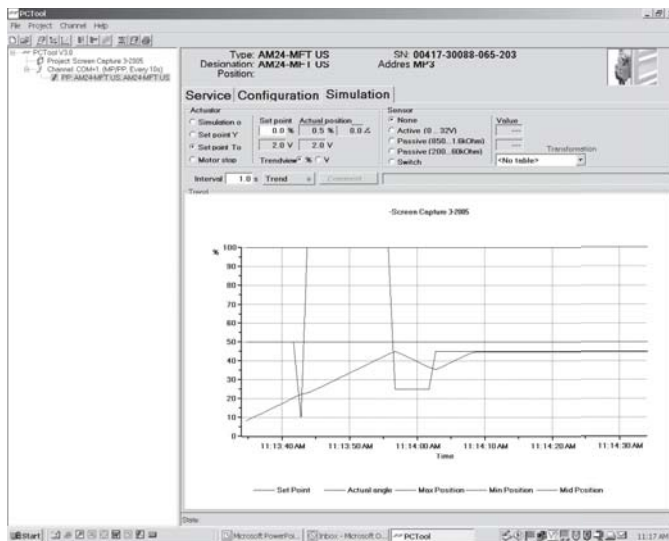 PCTool
File Project Channel Help
PCTool V3.0
Project Screen Capture 3-2005
Channel: COM=1 (MP/PP: Every 10s)
PP: AM24-MFT US: AM24-MFT US
Type: AM24-MFT US
SN: 00417-30088-065-203
Designation: AM24-MFT US
Addres MP3
Position:
Service Configuration Simulation
Actuator
Simulation o
Set point Y
Set point To
Motor stop
Set point Actual position
0.0 % 0.5 %
2.0 V 2.0 V
Trendview % V
Sensor
None
Active (0...32V)
Passive (850...1.6kOhm)
Passive (200...60kOhm)
Switch
Value
---
---
Transformation
<No table>
Interval 1.0 s Trend Comment
Trend
-Screen Capture 3-2005
%
100
90
80
70
60
50
40
30
20
10
0
11:13:40 AM 11:13:50 AM 11:14:00 AM 11:14:10 AM 11:14:20 AM 11:14:30 AM
Time
Set Point Actual angle Max Position Min Position Mid Position
State
Start
Microsoft PowerPoi...
Inbox - Microsoft O...
PCTool
11:17 AM